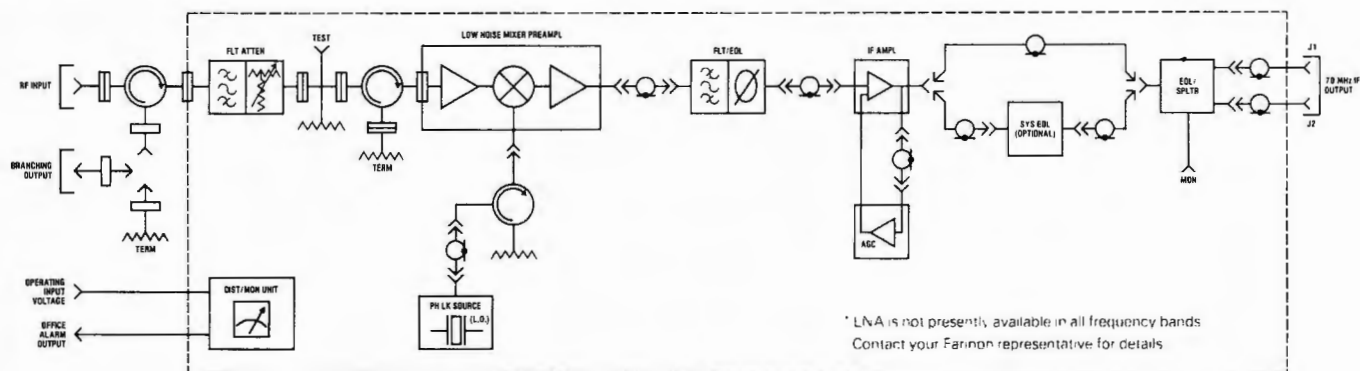 RF INPUT
FLT ATTEN
TEST
TERM
LOW NOISE MIXER PREAMPL
FLT/EQL
IF AMPL
AGC
SYS EQL
(OPTIONAL)
EQL/
SPLTR
MON
J1
70 MHz IF
OUTPUT
J2
BRANCHING
OUTPUT
TERM
OPERATING
INPUT
VOLTAGE
OFFICE
ALARM
OUTPUT
DIST/MON UNIT
PH LK SOURCE
(L.O.)
* LNA is not presently available in all frequency bands
Contact your Farinon representative for details